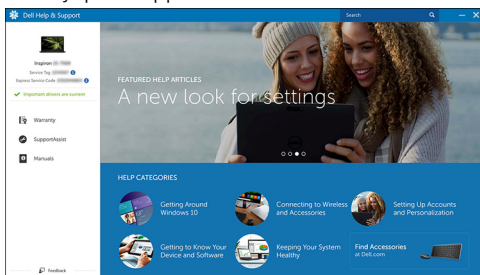 Dell Help & Support
Search
Inspiron
Service Tag
Express Service Code
Important drivers are current
Warranty
SupportAssist
Manuals
Feedback
FEATURED HELP ARTICLES
A new look for settings
HELP CATEGORIES
Getting Around
Windows 10
Connecting to Wireless
and Accessories
Setting Up Accounts
and Personalization
Getting to Know Your
Device and Software
Keeping Your System
Healthy
Find Accessories
at Dell.com